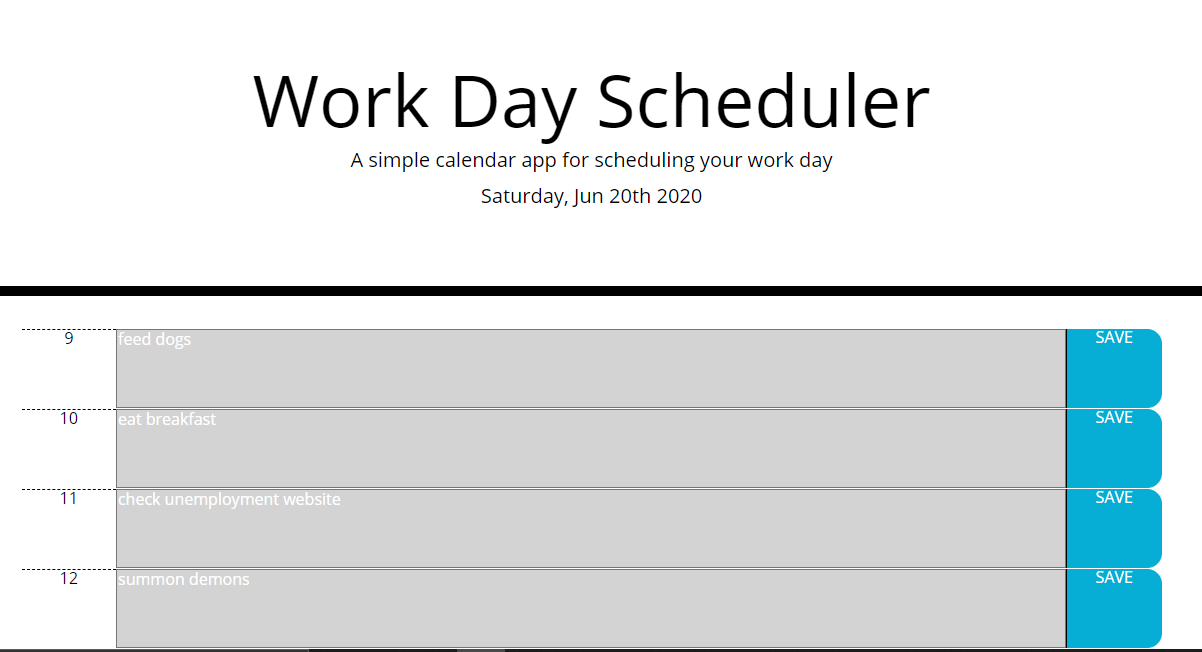 Work Day Scheduler
A simple calendar app for scheduling your work day
Saturday, Jun 20th 2020
9 feed dogs SAVE
10 eat breakfast SAVE
11 check unemployment website SAVE
12 summon demons SAVE